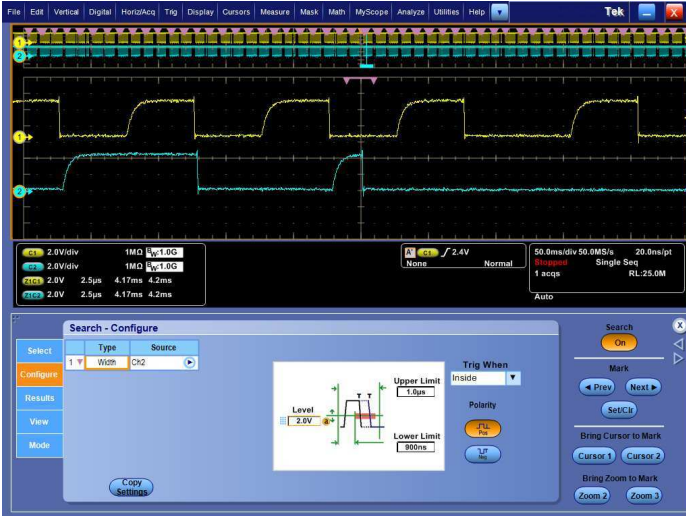 File Edit Vertical Digital Horiz/Acq Trig Display Cursors Measure Mask Math MyScope Analyze Utilities Help Tek X
1
2
1
2
C1 2.0V/div 1MΩ BW:1.0G
C2 2.0V/div 1MΩ BW:1.0G
Z1C1 2.0V 2.5µs 4.17ms 4.2ms
Z1C2 2.0V 2.5µs 4.17ms 4.2ms
A' C1 2.4V
None Normal
50.0ms/div 50.0MS/s 20.0ns/pt
Stopped Single Seq
1 acqs RL:25.0M
Auto
Search - Configure
Select
Configure
Results
View
Mode
Type Source
1 Width Ch2
Copy
Settings
Level
2.0V
a
T T
Upper Limit
1.0µs
Lower Limit
900ns
Trig When
Inside
Polarity
Pos
Neg
Search
On
X
Mark
Prev Next
Set/Clr
Bring Cursor to Mark
Cursor 1 Cursor 2
Bring Zoom to Mark
Zoom 2 Zoom 3